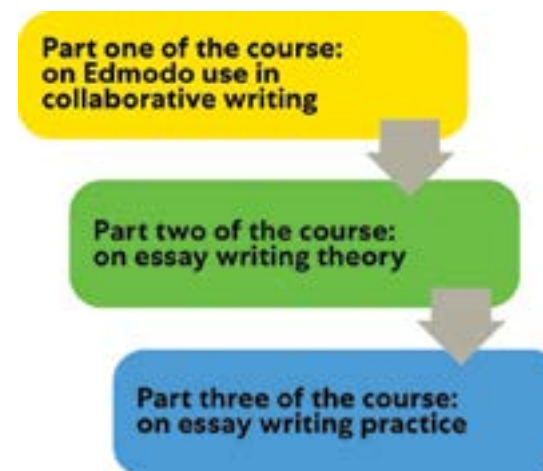 Part one of the course:
on Edmodo use in
collaborative writing
Part two of the course:
on essay writing theory
Part three of the course:
on essay writing practice